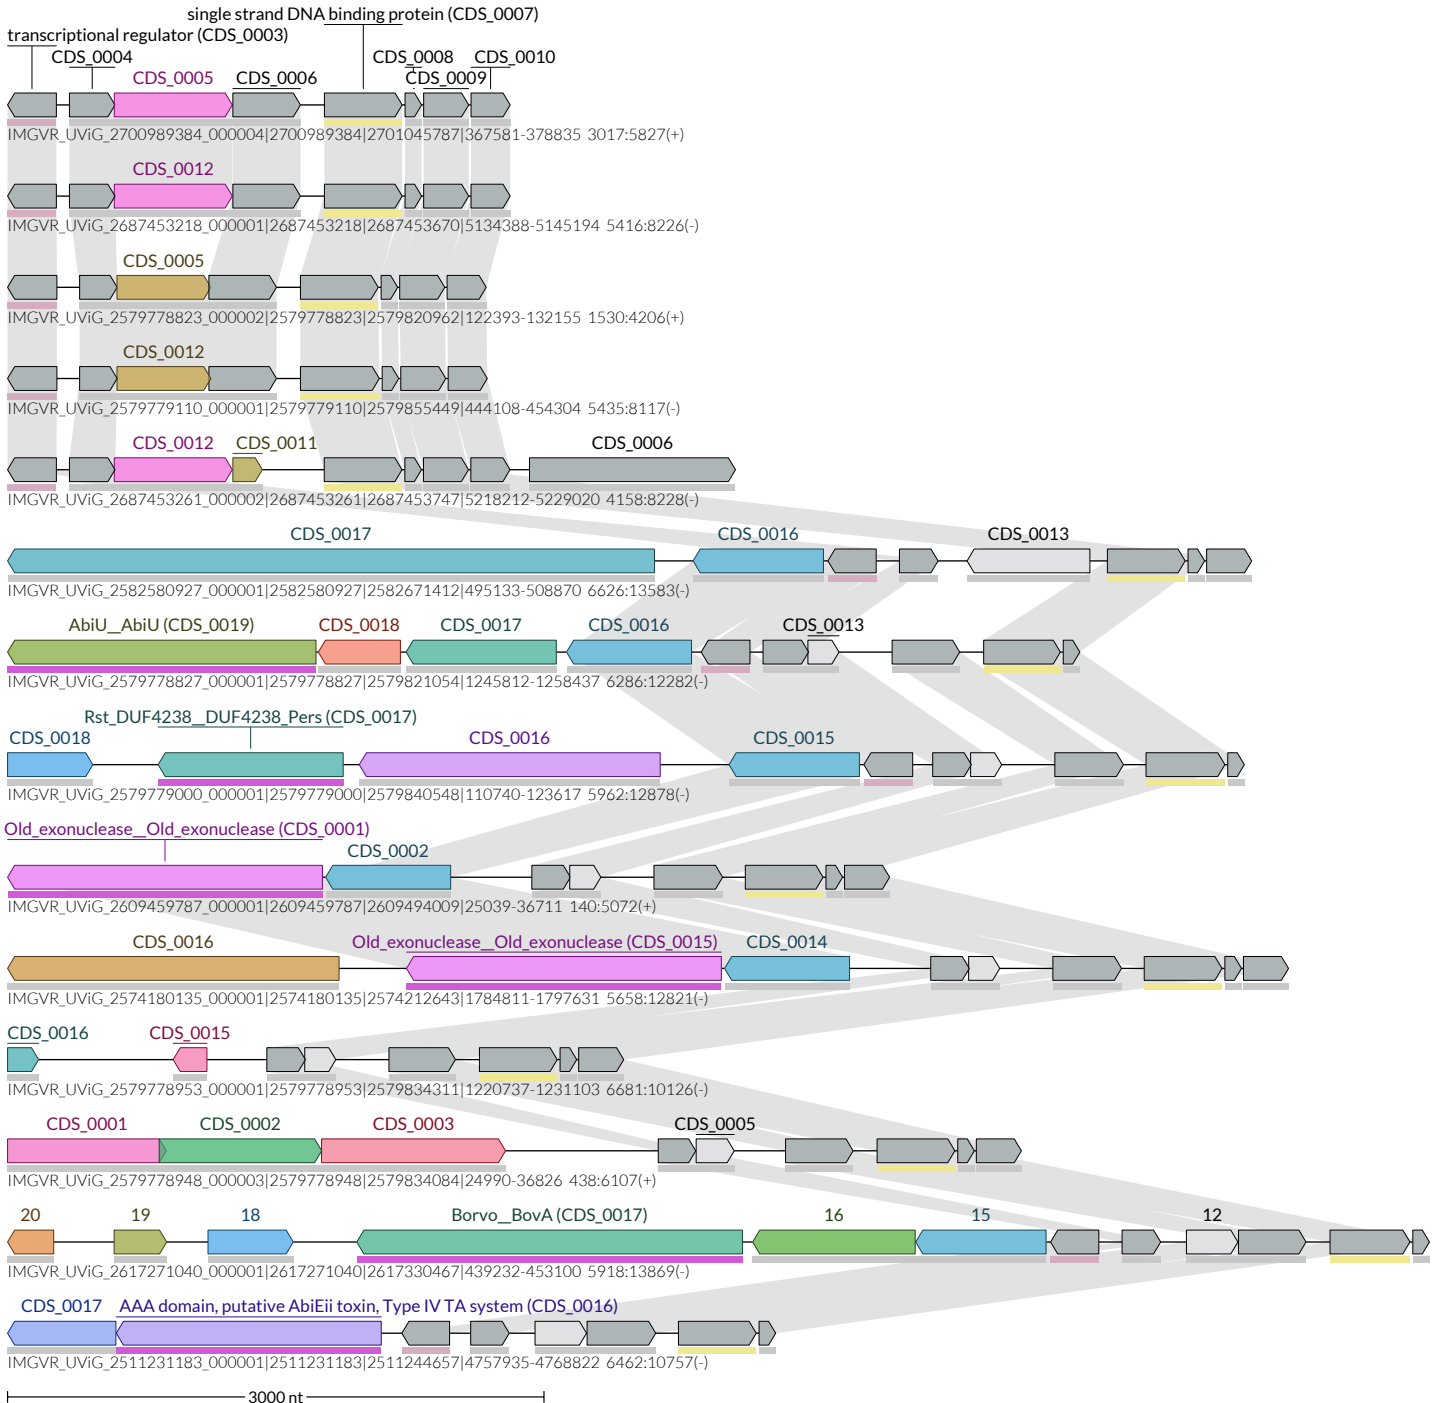 single strand DNA binding protein (CDS_0007)
transcriptional regulator (CDS_0003)
CDS_0004 CDS_0008 CDS_0010
CDS_0005 CDS_0006 CDS_0009
IMGVR_UViG_2700989384_000004|2700989384|2701045787|367581-378835 3017:5827(+)
CDS_0012
IMGVR_UViG_2687453218_000001|2687453218|2687453670|5134388-5145194 5416:8226(-)
CDS_0005
IMGVR_UViG_2579778823_000002|2579778823|2579820962|122393-132155 1530:4206(+)
CDS_0012
IMGVR_UViG_2579779110_000001|2579779110|2579855449|444108-454304 5435:8117(-)
CDS_0012 CDS_0011 CDS_0006
IMGVR_UViG_2687453261_000002|2687453261|2687453747|5218212-5229020 4158:8228(-)
CDS_0017 CDS_0016 CDS_0013
IMGVR_UViG_2582580927_000001|2582580927|2582671412|495133-508870 6626:13583(-)
AbiU__AbiU (CDS_0019) CDS_0018 CDS_0017 CDS_0016 CDS_0013
IMGVR_UViG_2579778827_000001|2579778827|2579821054|1245812-1258437 6286:12282(-)
Rst_DUF4238__DUF4238_Pers (CDS_0017)
CDS_0018 CDS_0016 CDS_0015
IMGVR_UViG_2579779000_000001|2579779000|2579840548|110740-123617 5962:12878(-)
Old_exonuclease__Old_exonuclease (CDS_0001)
CDS_0002
IMGVR_UViG_2609459787_000001|2609459787|2609494009|25039-36711 140:5072(+)
CDS_0016 Old_exonuclease__Old_exonuclease (CDS_0015) CDS_0014
IMGVR_UViG_2574180135_000001|2574180135|2574212643|1784811-1797631 5658:12821(-)
CDS_0016 CDS_0015
IMGVR_UViG_2579778953_000001|2579778953|2579834311|1220737-1231103 6681:10126(-)
CDS_0001 CDS_0002 CDS_0003 CDS_0005
IMGVR_UViG_2579778948_000003|2579778948|2579834084|24990-36826 438:6107(+)
20 19 18 Borvo__BovA (CDS_0017) 16 15 12
IMGVR_UViG_2617271040_000001|2617271040|2617330467|439232-453100 5918:13869(-)
CDS_0017 AAA domain, putative AbiEii toxin, Type IV TA system (CDS_0016)
IMGVR_UViG_2511231183_000001|2511231183|2511244657|4757935-4768822 6462:10757(-)
3000 nt